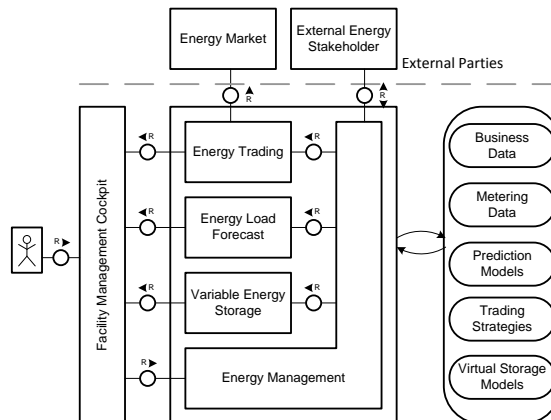 Energy Market
External Energy
Stakeholder
External Parties
R
R
Facility Management Cockpit
R
Energy Trading
R
Business
Data
R
Energy Load
Forecast
R
Metering
Data
R
Prediction
Models
R
Variable Energy
Storage
R
Trading
Strategies
R
Energy Management
Virtual Storage
Models